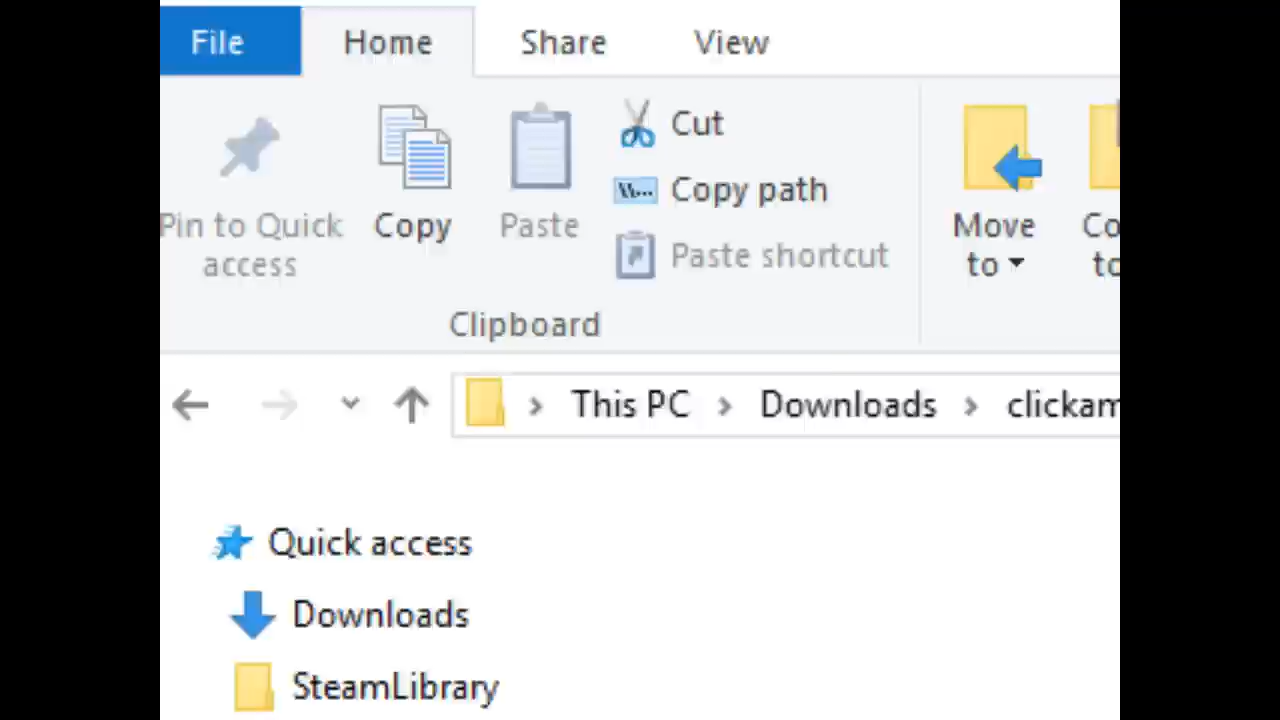 File Home Share View
Pin to Quick access
Copy
Paste
Cut
Copy path
Paste shortcut
Move to
Clipboard
This PC > Downloads >
Quick access
Downloads
SteamLibrary